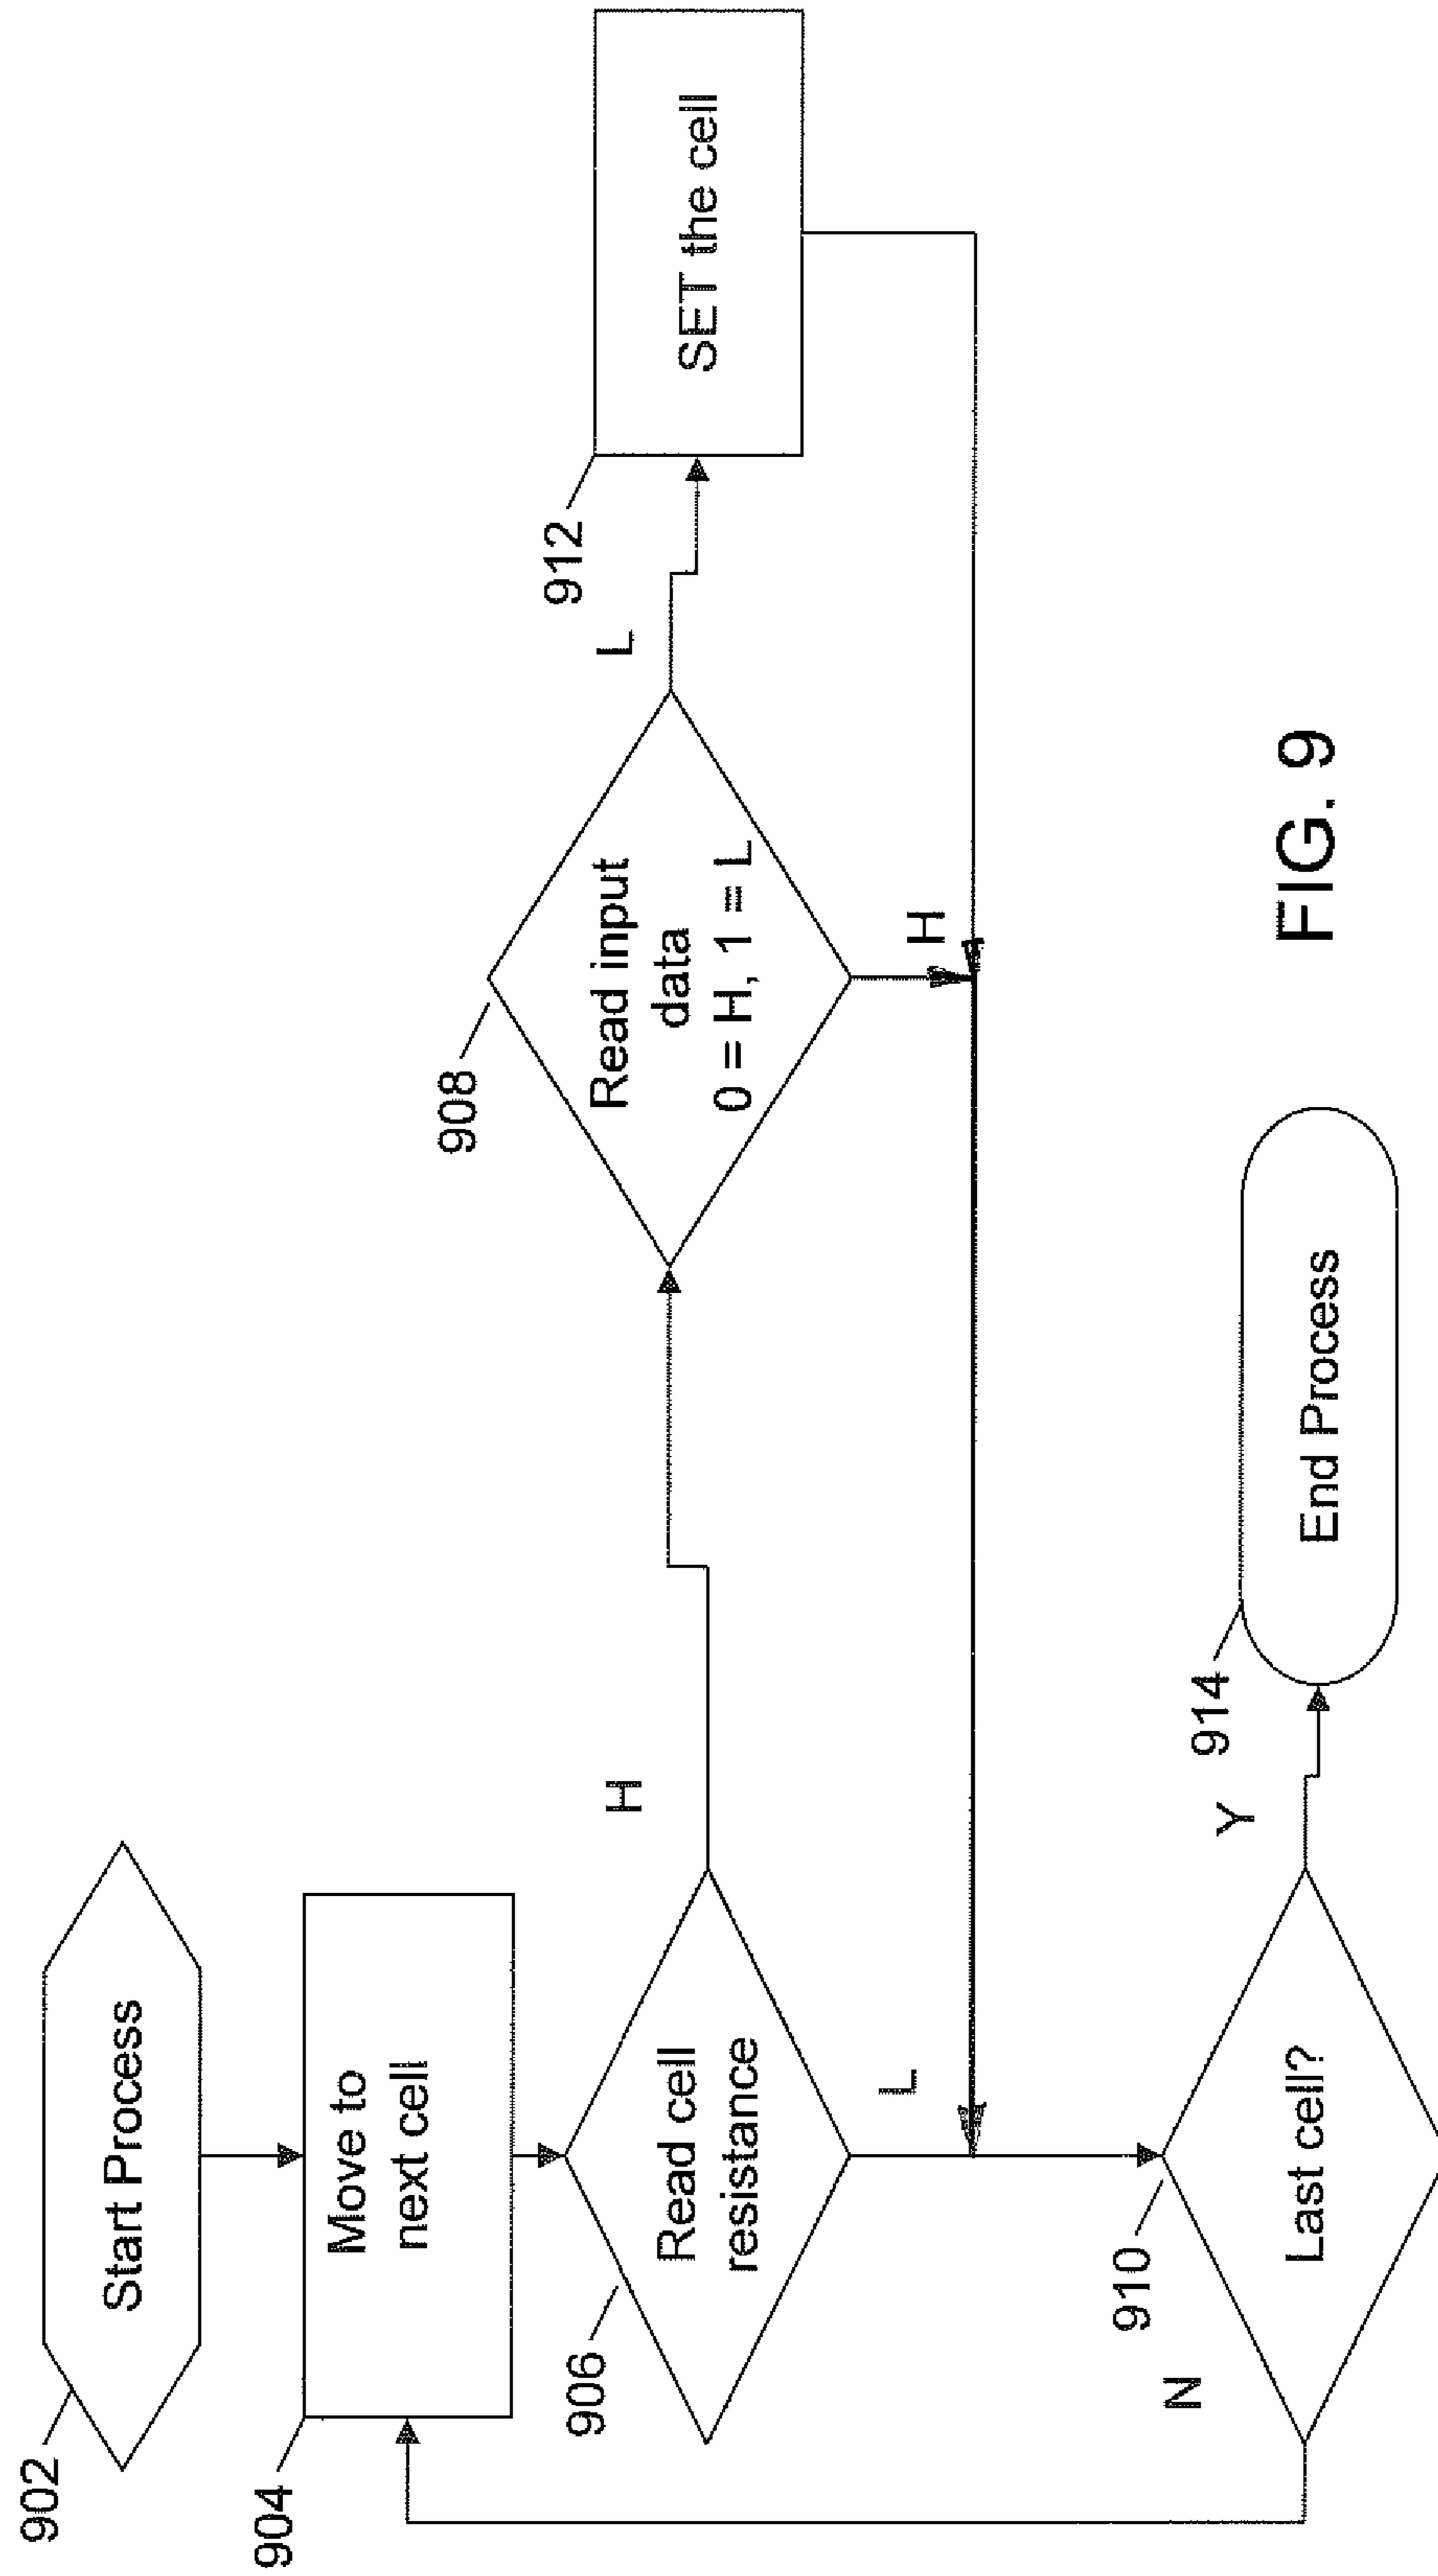 902
Start Process
904
Move to
next cell
906
Read cell
resistance
H
L
908
Read input
data
0 = H, 1 = L
L
H
912
SET the cell
910
Last cell?
N
Y
914
End Process
FIG. 9